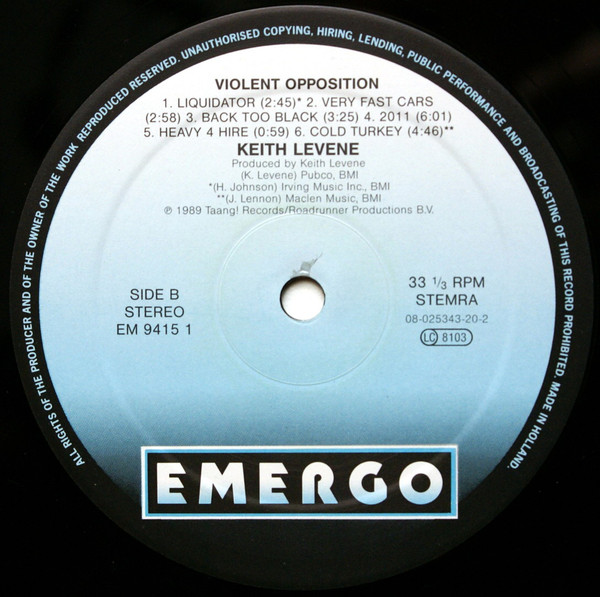 ALL RIGHTS OF THE PRODUCER AND OF THE OWNER OF THE WORK REPRODUCED RESERVED. UNAUTHORISED COPYING, HIRING, LENDING, PUBLIC PERFORMANCE AND BROADCASTING OF THIS RECORD PROHIBITED. MADE IN HOLLAND.
VIOLENT OPPOSITION
1. LIQUIDATOR (2:45)* 2. VERY FAST CARS
(2:58) 3. BACK TOO BLACK (3:25) 4. 2011 (6:01)
5. HEAVY 4 HIRE (0:59) 6. COLD TURKEY (4:46)**
KEITH LEVENE
Produced by Keith Levene
(K. Levene) Pubco, BMI
*(H. Johnson) Irving Music Inc., BMI
**(J. Lennon) Maclen Music, BMI
℗ 1989 Taang! Records/Roadrunner Productions B.V.
SIDE B
STEREO
EM 9415 1
33 1/3 RPM
STEMRA
08-025343-20-2
LC 8103
EMERGO